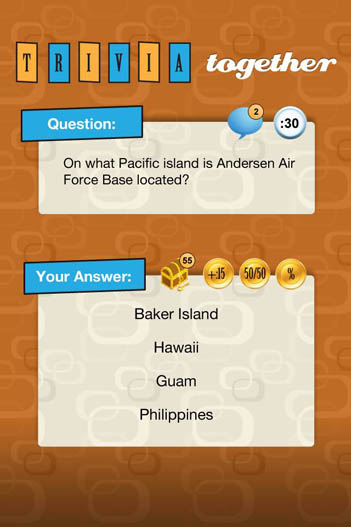 TRIVIA together
Question:
2
:30
On what Pacific island is Andersen Air
Force Base located?
Your Answer:
55
+:15
50/50
%
Baker Island
Hawaii
Guam
Philippines